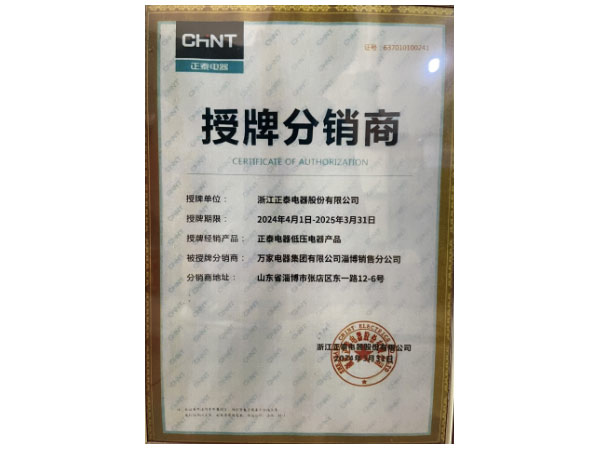 CHNT
正泰电器
证号:63701010D241
授牌分销商
CERTIFICATE OF AUTHORIZATION
授牌单位: 浙江正泰电器股份有限公司
授牌期限: 2024年4月1日-2025年3月31日
授牌经销产品: 正泰电器低压电器产品
被授牌分销商: 万家电器集团有限公司淄博销售分公司
分销商地址: 山东省淄博市张店区东一路12-6号
浙江正泰电器股份有限公司